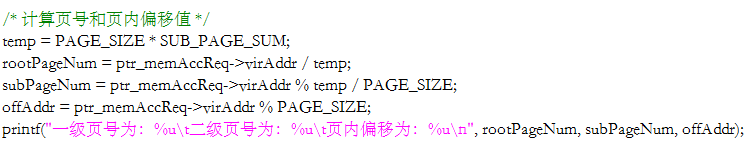 /* 计算页号和页内偏移值 */
temp = PAGE_SIZE * SUB_PAGE_SUM;
rootPageNum = ptr_memAccReq->virAddr / temp;
subPageNum = ptr_memAccReq->virAddr % temp / PAGE_SIZE;
offAddr = ptr_memAccReq->virAddr % PAGE_SIZE;
printf("一级页号为：%u\t二级页号为：%u\t页内偏移为：%u\n", rootPageNum, subPageNum, offAddr);